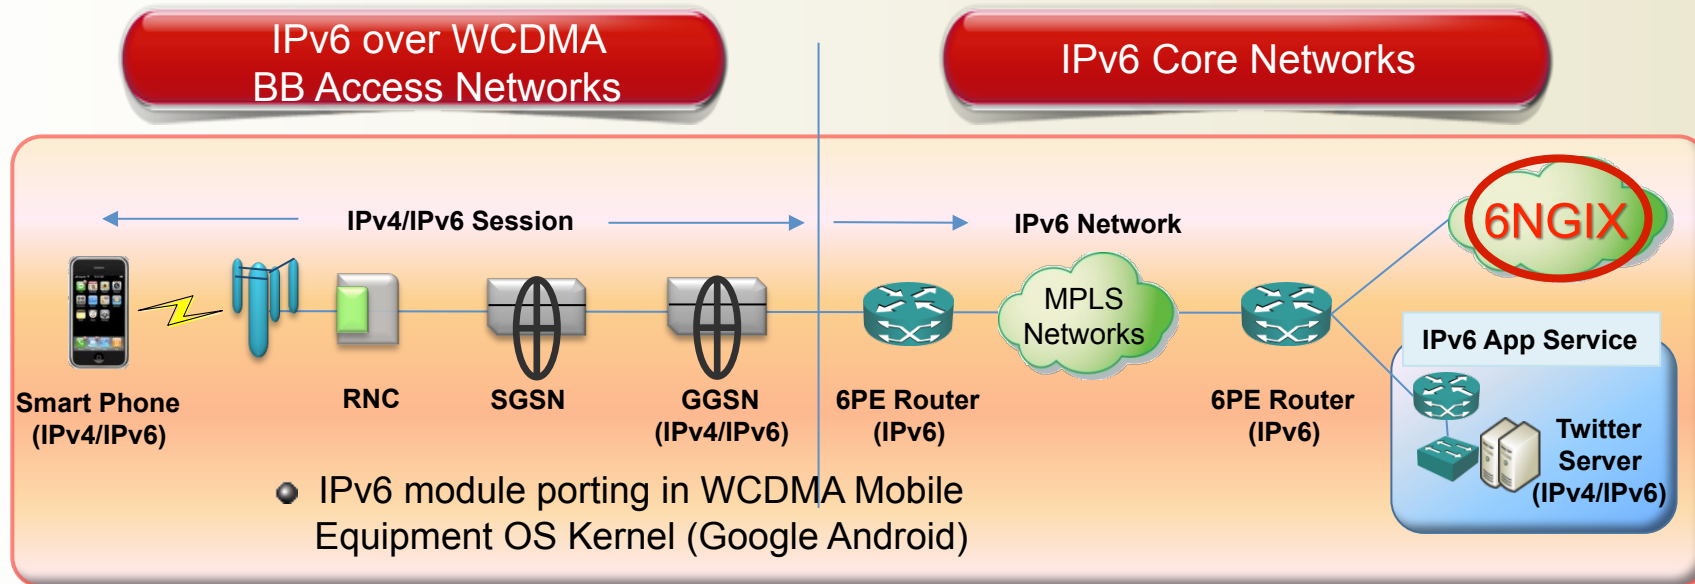 IPv6 over WCDMA
BB Access Networks
IPv6 Core Networks
IPv4/IPv6 Session
IPv6 Network
6NGIX
MPLS
Networks
IPv6 App Service
Smart Phone
(IPv4/IPv6)
RNC
SGSN
GGSN
(IPv4/IPv6)
6PE Router
(IPv6)
6PE Router
(IPv6)
Twitter
Server
(IPv4/IPv6)
IPv6 module porting in WCDMA Mobile
Equipment OS Kernel (Google Android)